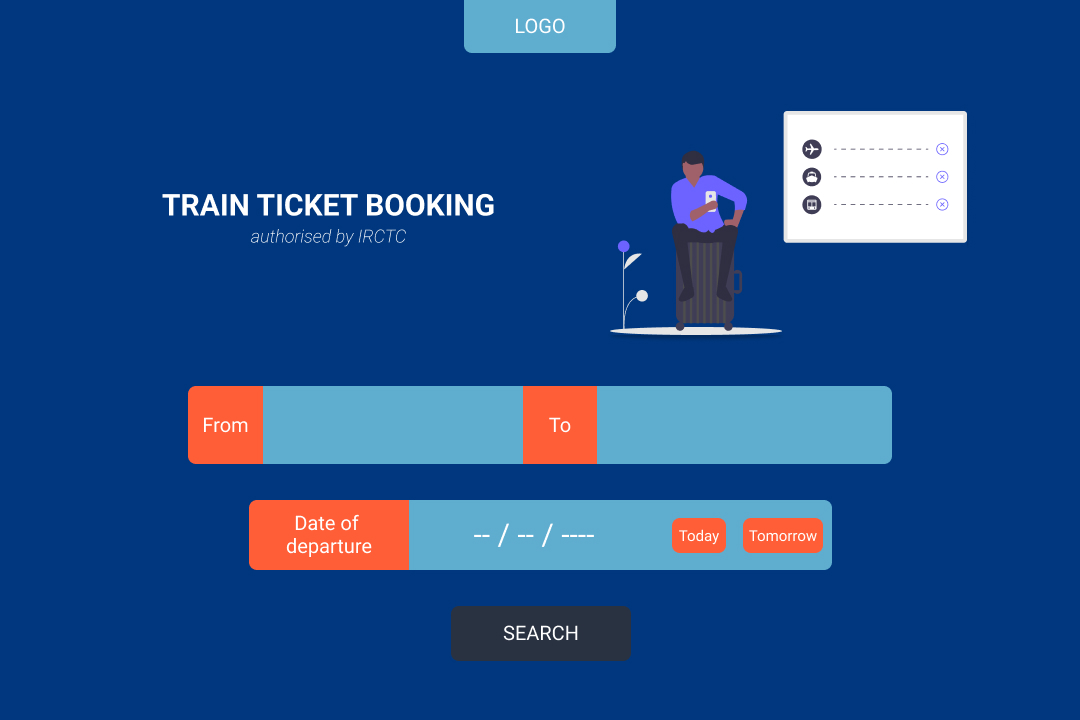 LOGO
TRAIN TICKET BOOKING
authorised by IRCTC
From
To
Date of
departure
-- / -- / ----
Today
Tomorrow
SEARCH